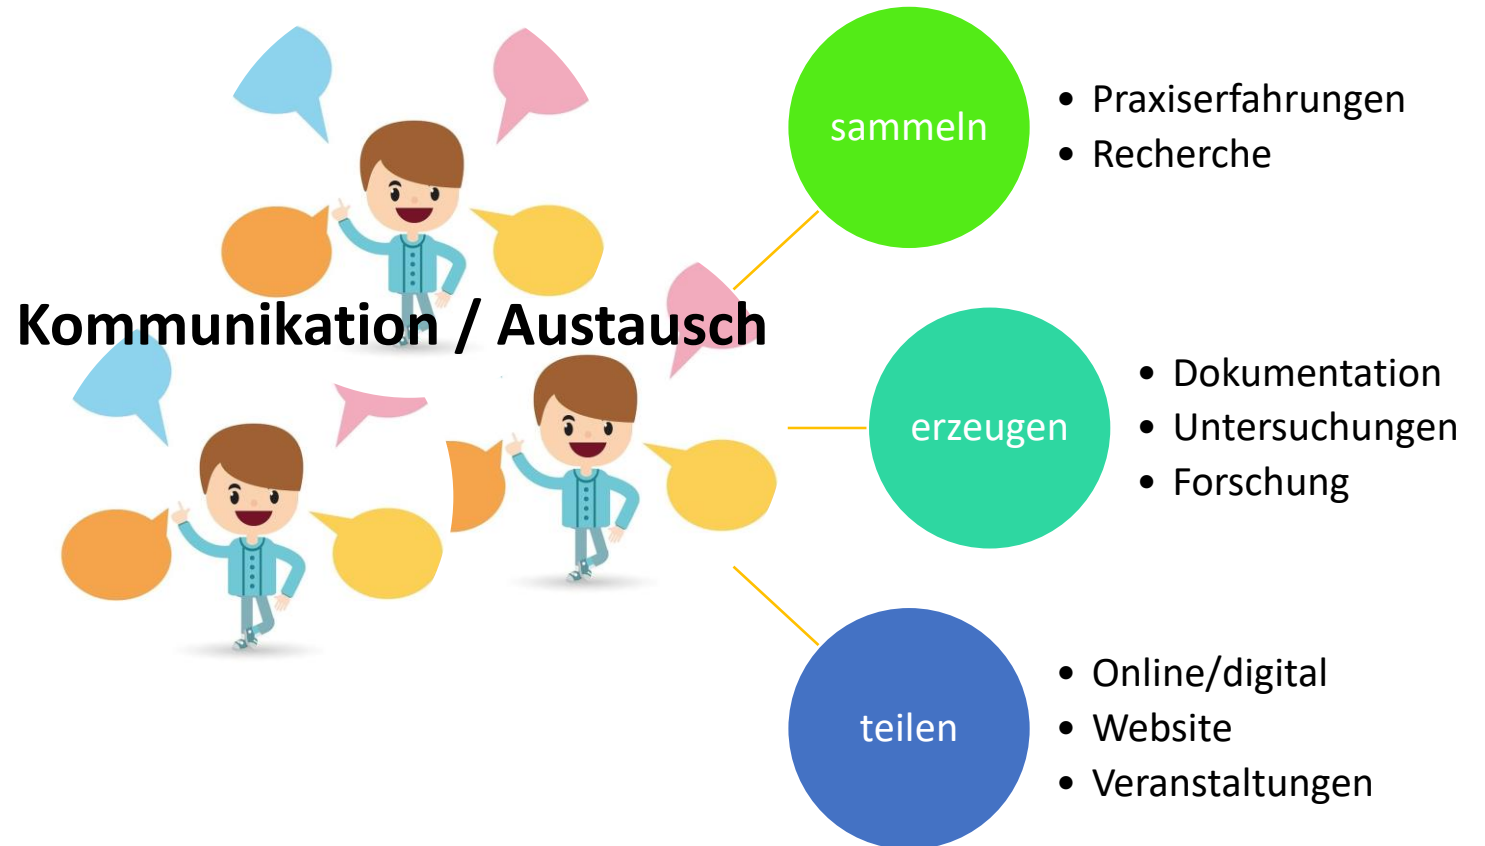 Kommunikation / Austausch
sammeln
• Praxiserfahrungen
• Recherche
erzeugen
• Dokumentation
• Untersuchungen
• Forschung
teilen
• Online/digital
• Website
• Veranstaltungen